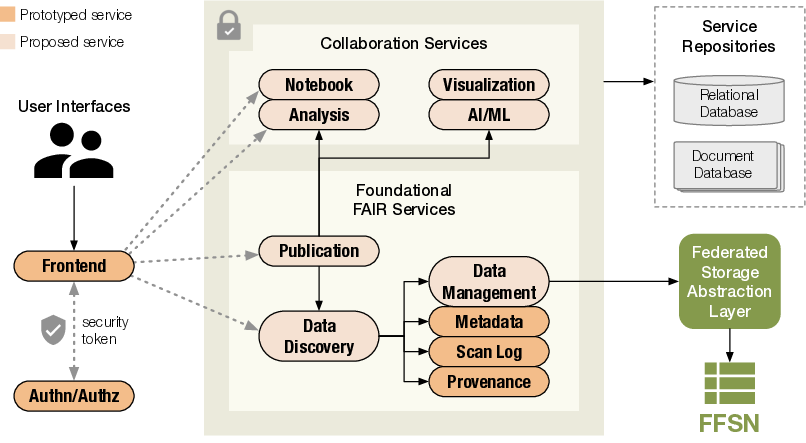 Prototyped service
Proposed service
User Interfaces
Frontend
security
token
Authn/Authz
Collaboration Services
Notebook
Analysis
Visualization
AI/ML
Foundational
FAIR Services
Publication
Data
Discovery
Data
Management
Metadata
Scan Log
Provenance
Service
Repositories
Relational
Database
Document
Database
Federated
Storage
Abstraction
Layer
FFSN